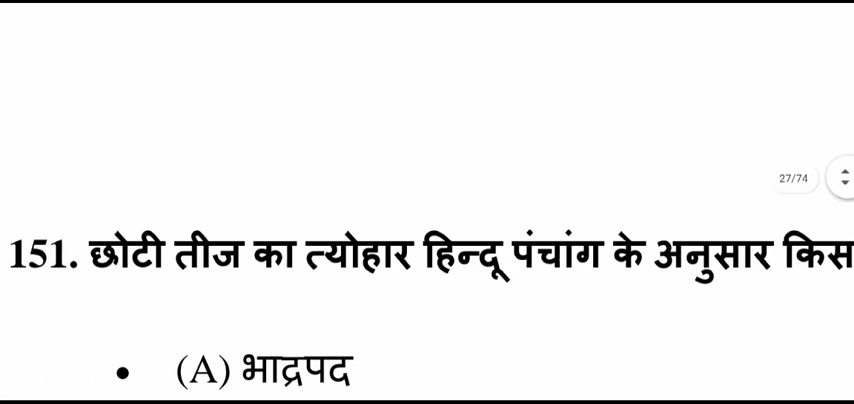 27/74
151. छोटी तीज का त्योहार हिन्दू पंचांग के अनुसार किस
• (A) भाद्रपद